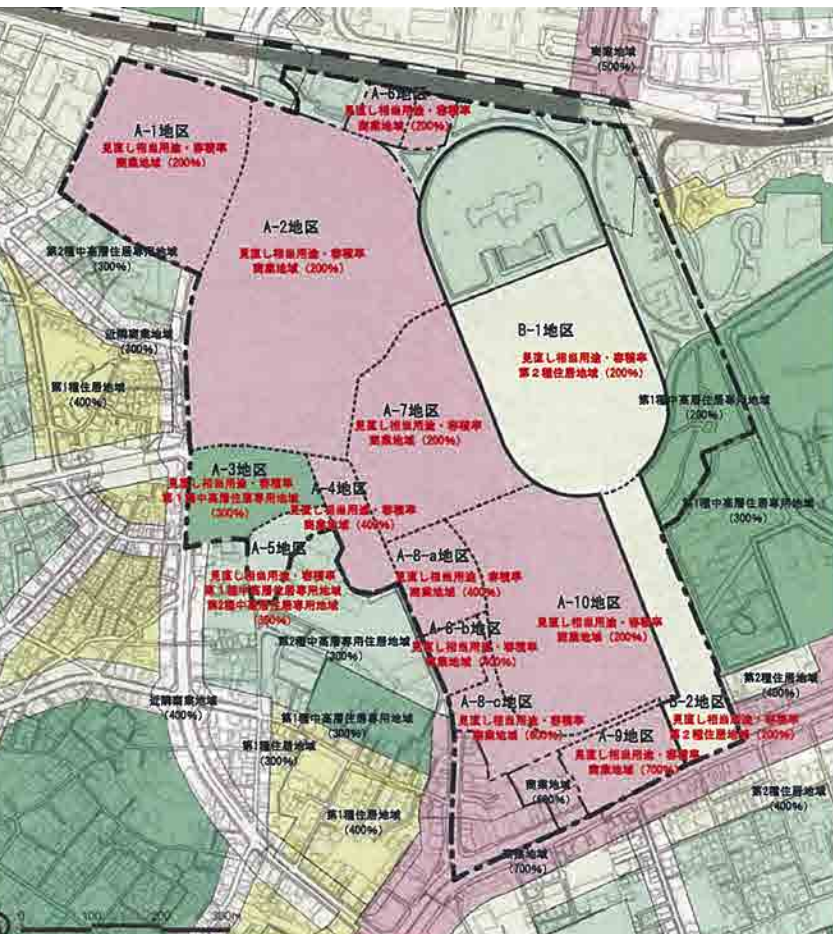 商業地域
(500%)
A-6地区
見直し相当用途・容積率
商業地域 (200%)
A-1地区
見直し相当用途・容積率
商業地域 (200%)
A-2地区
見直し相当用途・容積率
商業地域 (200%)
第2種中高層住居専用地域
(300%)
近隣商業地域
(300%)
第1種住居地域
(400%)
B-1地区
見直し相当用途・容積率
第2種住居地域 (200%)
第1種中高層住居専用地域
(200%)
A-7地区
見直し相当用途・容積率
商業地域 (200%)
A-3地区
見直し相当用途・容積率
第1種中高層住居専用地域
(300%)
A-4地区
見直し相当用途・容積率
商業地域 (400%)
第1種中高層住居専用地域
(300%)
A-5地区
見直し相当用途・容積率
第1種中高層住居専用地域
第2種中高層住居専用地域
(300%)
A-8-a地区
見直し相当用途・容積率
商業地域 (400%)
A-10地区
見直し相当用途・容積率
商業地域 (200%)
A-8-b地区
見直し相当用途・容積率
商業地域
第2種中高層専用住居地域
(300%)
第2種住居地域
(400%)
近隣商業地域
(400%)
第1種中高層住居専用地域
(300%)
第1種住居地域
(300%)
A-8-c地区
見直し相当用途・容積率
商業地域
B-2地区
見直し相当用途・容積率
第2種住居地域 (200%)
A-9地区
見直し相当用途・容積率
商業地域 (700%)
商業地域
第2種住居地域
(400%)
第1種住居地域
(400%)
商業地域
(700%)
0 100 200 300m